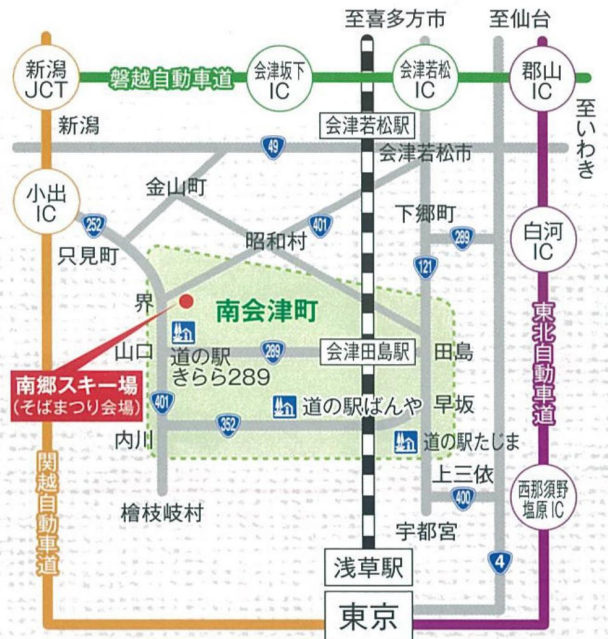 至喜多方市
至仙台
新潟
JCT
磐越自動車道
会津坂下
IC
会津若松
IC
郡山
IC
至いわき
新潟
49
会津若松駅
会津若松市
小出
IC
金山町
252
只見町
昭和村
401
下郷町
289
121
白河
IC
界
南会津町
山口
道の駅
きらら289
289
会津田島駅
田島
東北自動車道
南郷スキー場
(そばまつり会場)
401
道の駅ばんや
早坂
内川
352
道の駅たじま
関越自動車道
檜枝岐村
上三依
400
西那須野
塩原IC
宇都宮
4
浅草駅
東京